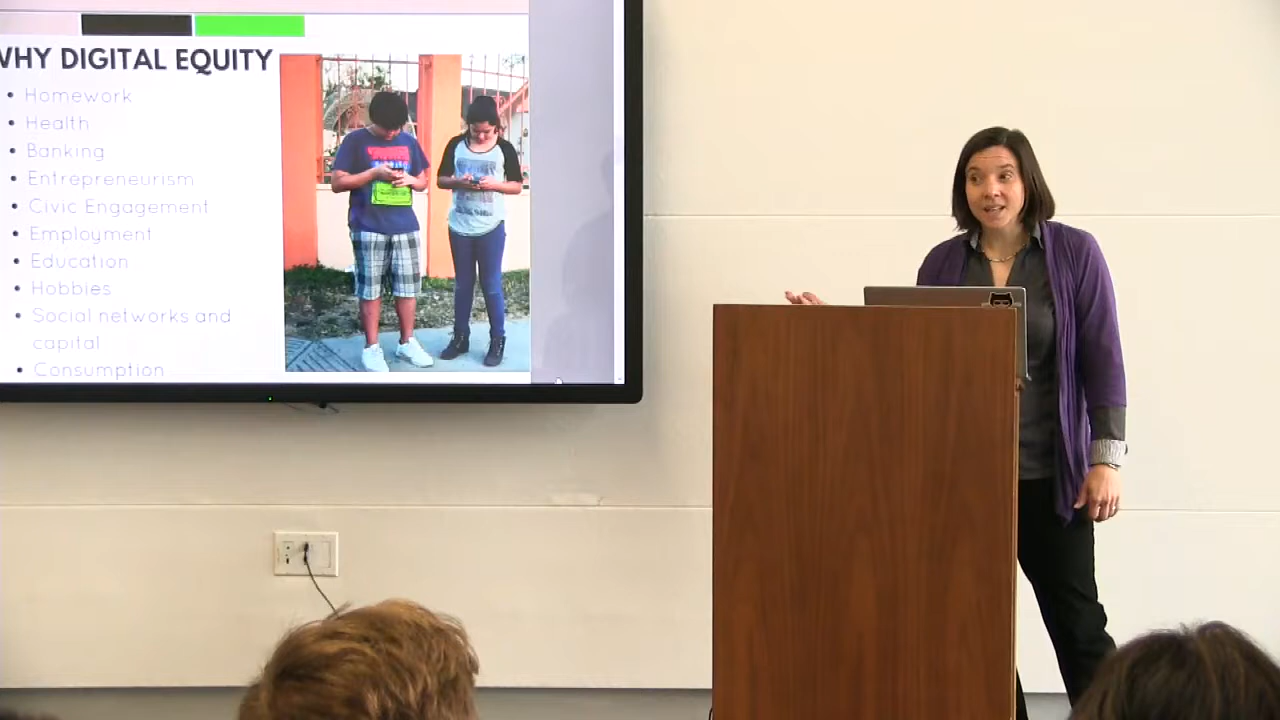 WHY DIGITAL EQUITY
Homework
Health
Banking
Entrepreneurism
Civic Engagement
Employment
Education
Hobbies
Social networks and
capital
Consumption